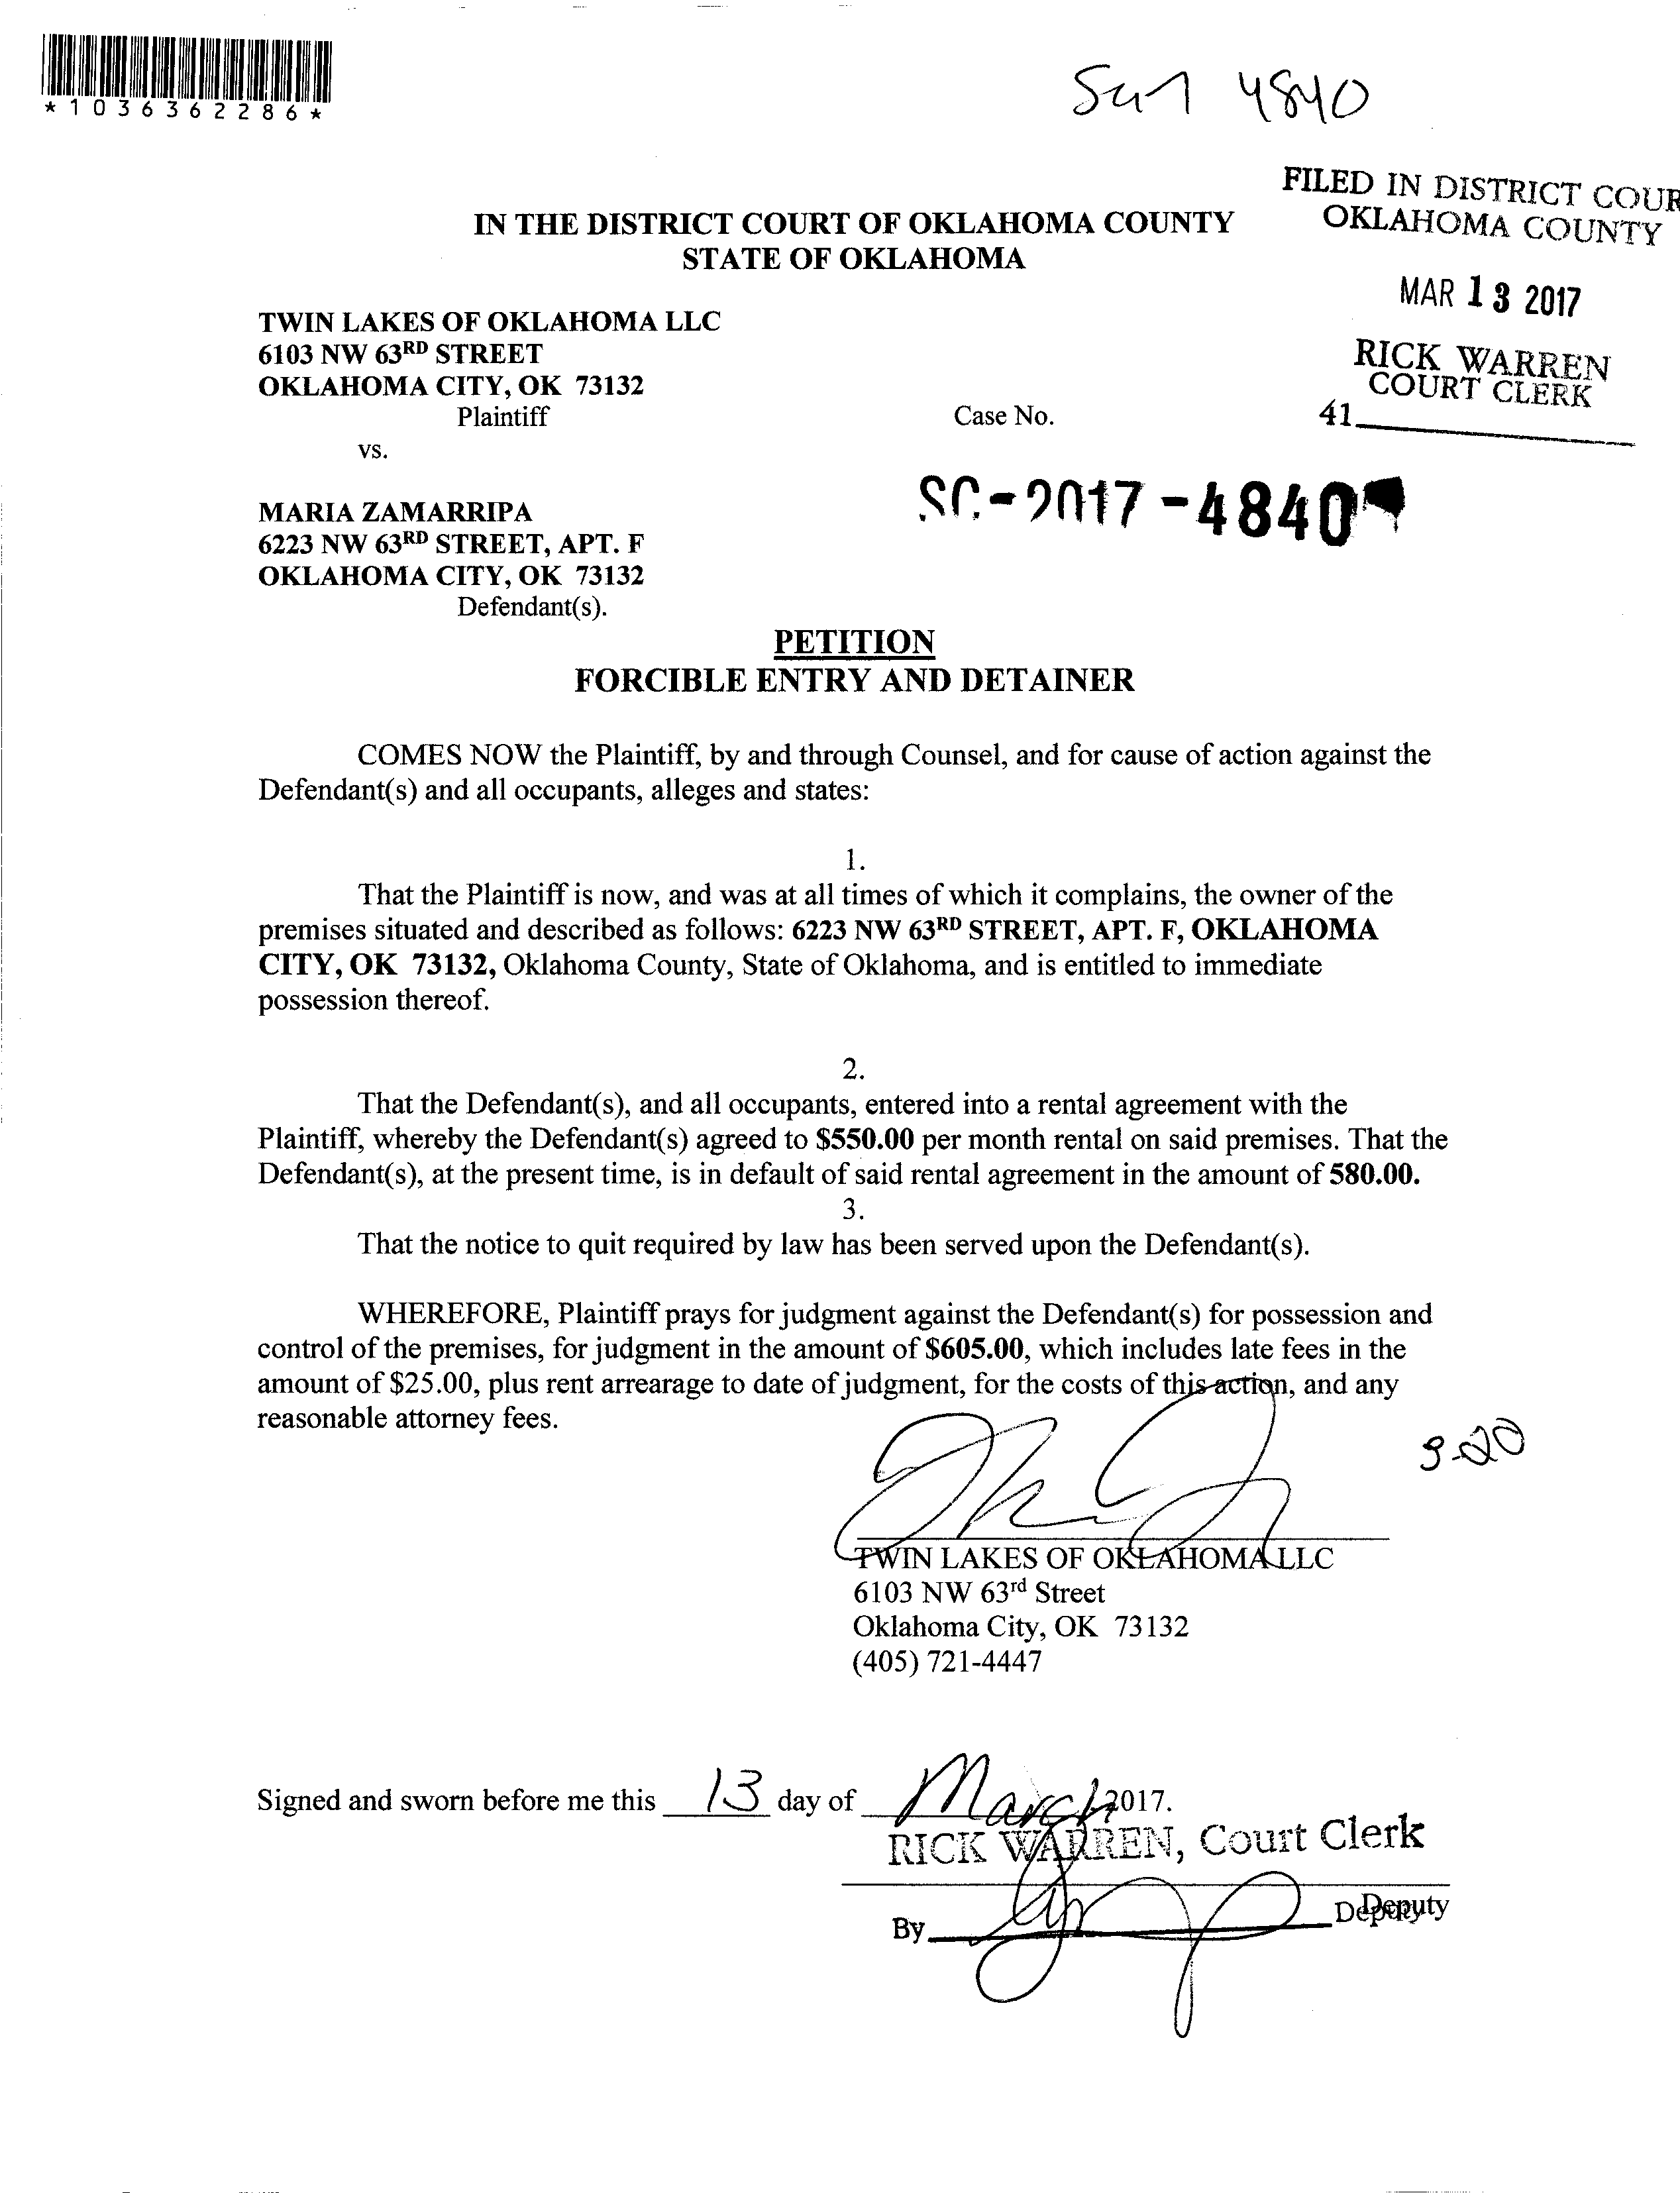 *1036362286*
4840
FILED IN DISTRICT COUR
OKLAHOMA COUNTY
MAR 13 2017
RICK WARREN
COURT CLERK
41
IN THE DISTRICT COURT OF OKLAHOMA COUNTY
STATE OF OKLAHOMA
TWIN LAKES OF OKLAHOMA LLC
6103 NW 63RD STREET
OKLAHOMA CITY, OK 73132
Plaintiff
Case No.
vs.
SC-2017-4840
MARIA ZAMARRIPA
6223 NW 63RD STREET, APT. F
OKLAHOMA CITY, OK 73132
Defendant(s).
PETITION
FORCIBLE ENTRY AND DETAINER
COMES NOW the Plaintiff, by and through Counsel, and for cause of action against the
Defendant(s) and all occupants, alleges and states:
1.
That the Plaintiff is now, and was at all times of which it complains, the owner of the
premises situated and described as follows: 6223 NW 63RD STREET, APT. F, OKLAHOMA
CITY, OK 73132, Oklahoma County, State of Oklahoma, and is entitled to immediate
possession thereof.
2.
That the Defendant(s), and all occupants, entered into a rental agreement with the
Plaintiff, whereby the Defendant(s) agreed to $550.00 per month rental on said premises. That the
Defendant(s), at the present time, is in default of said rental agreement in the amount of 580.00.
3.
That the notice to quit required by law has been served upon the Defendant(s).
WHEREFORE, Plaintiff prays for judgment against the Defendant(s) for possession and
control of the premises, for judgment in the amount of $605.00, which includes late fees in the
amount of $25.00, plus rent arrearage to date of judgment, for the costs of this action, and any
reasonable attorney fees.
3-20
TWIN LAKES OF OKLAHOMA LLC
6103 NW 63rd Street
Oklahoma City, OK 73132
(405) 721-4447
Signed and sworn before me this 13 day of March, 2017.
RICK WARREN, Court Clerk
By Deputy
Deputy